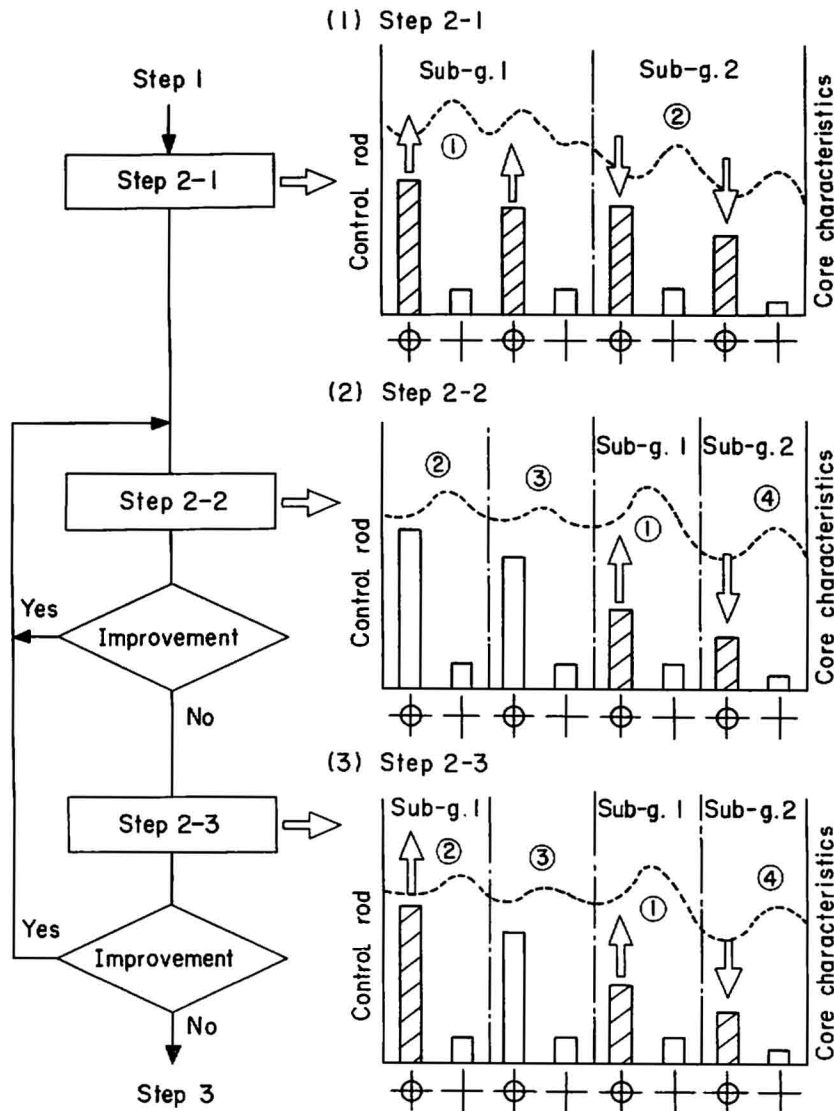 Step 1
Step 2-1
Step 2-2
Yes
Improvement
No
Step 2-3
Yes
Improvement
No
Step 3
(1) Step 2-1
Sub-g.1
Sub-g.2
①
②
Control rod
Core characteristics
(2) Step 2-2
Sub-g.1
Sub-g.2
②
③
①
④
Control rod
Core characteristics
(3) Step 2-3
Sub-g.1
Sub-g.1
Sub-g.2
②
③
①
④
Control rod
Core characteristics